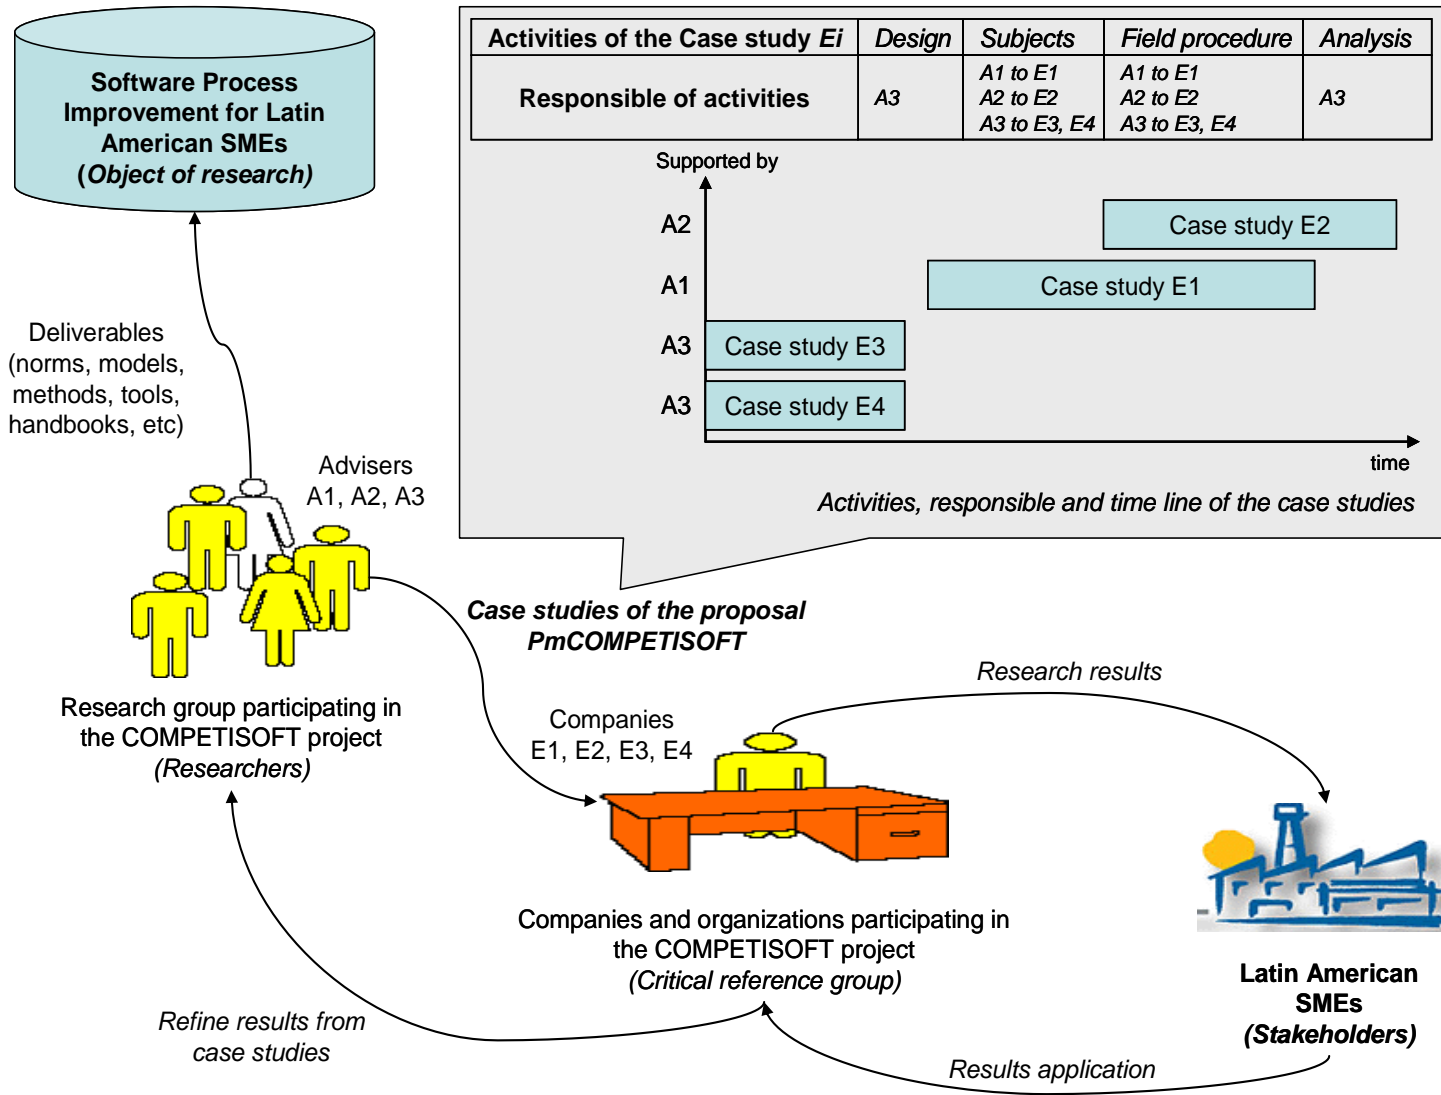 Software Process
Improvement for Latin
American SMEs
(Object of research)
Activities of the Case study Ei Design Subjects Field procedure Analysis
Responsible of activities A3 A1 to E1 A1 to E1 A3
A2 to E2 A2 to E2
A3 to E3, E4 A3 to E3, E4
Supported by
A2 Case study E2
A1 Case study E1
A3 Case study E3
A3 Case study E4
time
Activities, responsible and time line of the case studies
Deliverables
(norms, models,
methods, tools,
handbooks, etc)
Advisers
A1, A2, A3
Case studies of the proposal
PmCOMPETISOFT
Research group participating in
the COMPETISOFT project
(Researchers)
Companies
E1, E2, E3, E4
Research results
Companies and organizations participating in
the COMPETISOFT project
(Critical reference group)
Latin American
SMEs
(Stakeholders)
Refine results from
case studies
Results application